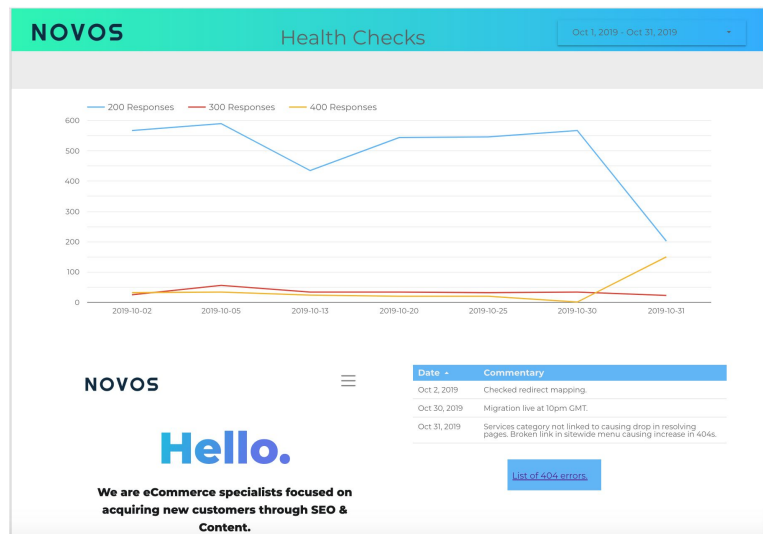 NOVOS
Health Checks
Oct 1, 2019 - Oct 31, 2019
200 Responses 300 Responses 400 Responses
600
500
400
300
200
100
0
2019-10-02 2019-10-05 2019-10-13 2019-10-20 2019-10-25 2019-10-30 2019-10-31
NOVOS
Hello.
We are eCommerce specialists focused on
acquiring new customers through SEO &
Content.
Date Commentary
Oct 2, 2019 Checked redirect mapping.
Oct 30, 2019 Migration live at 10pm GMT.
Oct 31, 2019 Services category not linked to causing drop in resolving
pages. Broken link in sitewide menu causing increase in 404s.
List of 404 errors.